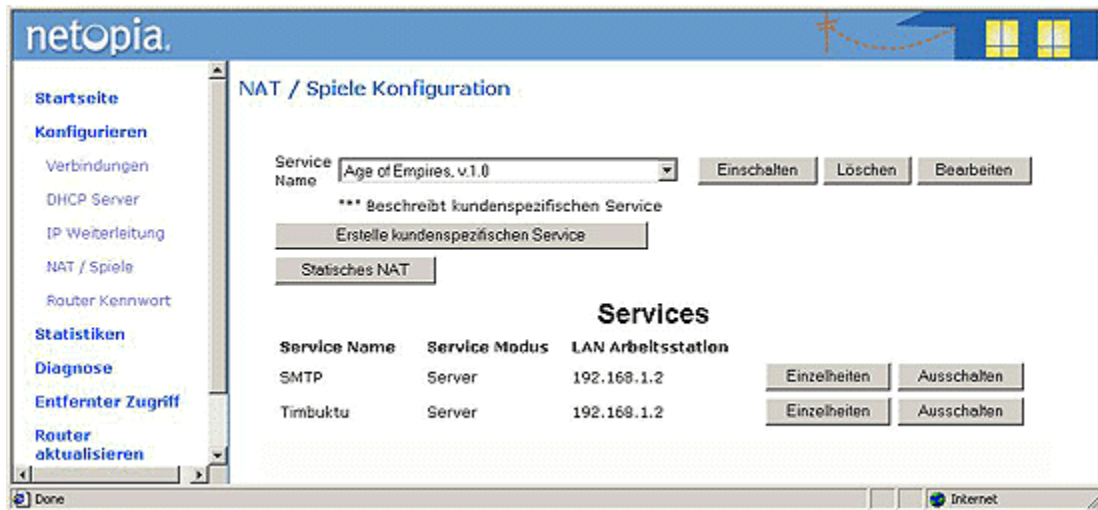 netopia.
Startseite
Konfigurieren
Verbindungen
DHCP Server
IP Weiterleitung
NAT / Spiele
Router Kennwort
Statistiken
Diagnose
Entfernter Zugriff
Router
aktualisieren
NAT / Spiele Konfiguration
Service
Name
Age of Empires, v.1.0
Einschalten
Löschen
Bearbeiten
*** Beschreibt kundenspezifischen Service
Erstelle kundenspezifischen Service
Statisches NAT
Services
Service Name Service Modus LAN Arbeitsstation
SMTP Server 192.168.1.2 Einzelheiten Ausschalten
Timbuktu Server 192.168.1.2 Einzelheiten Ausschalten
Done
Internet